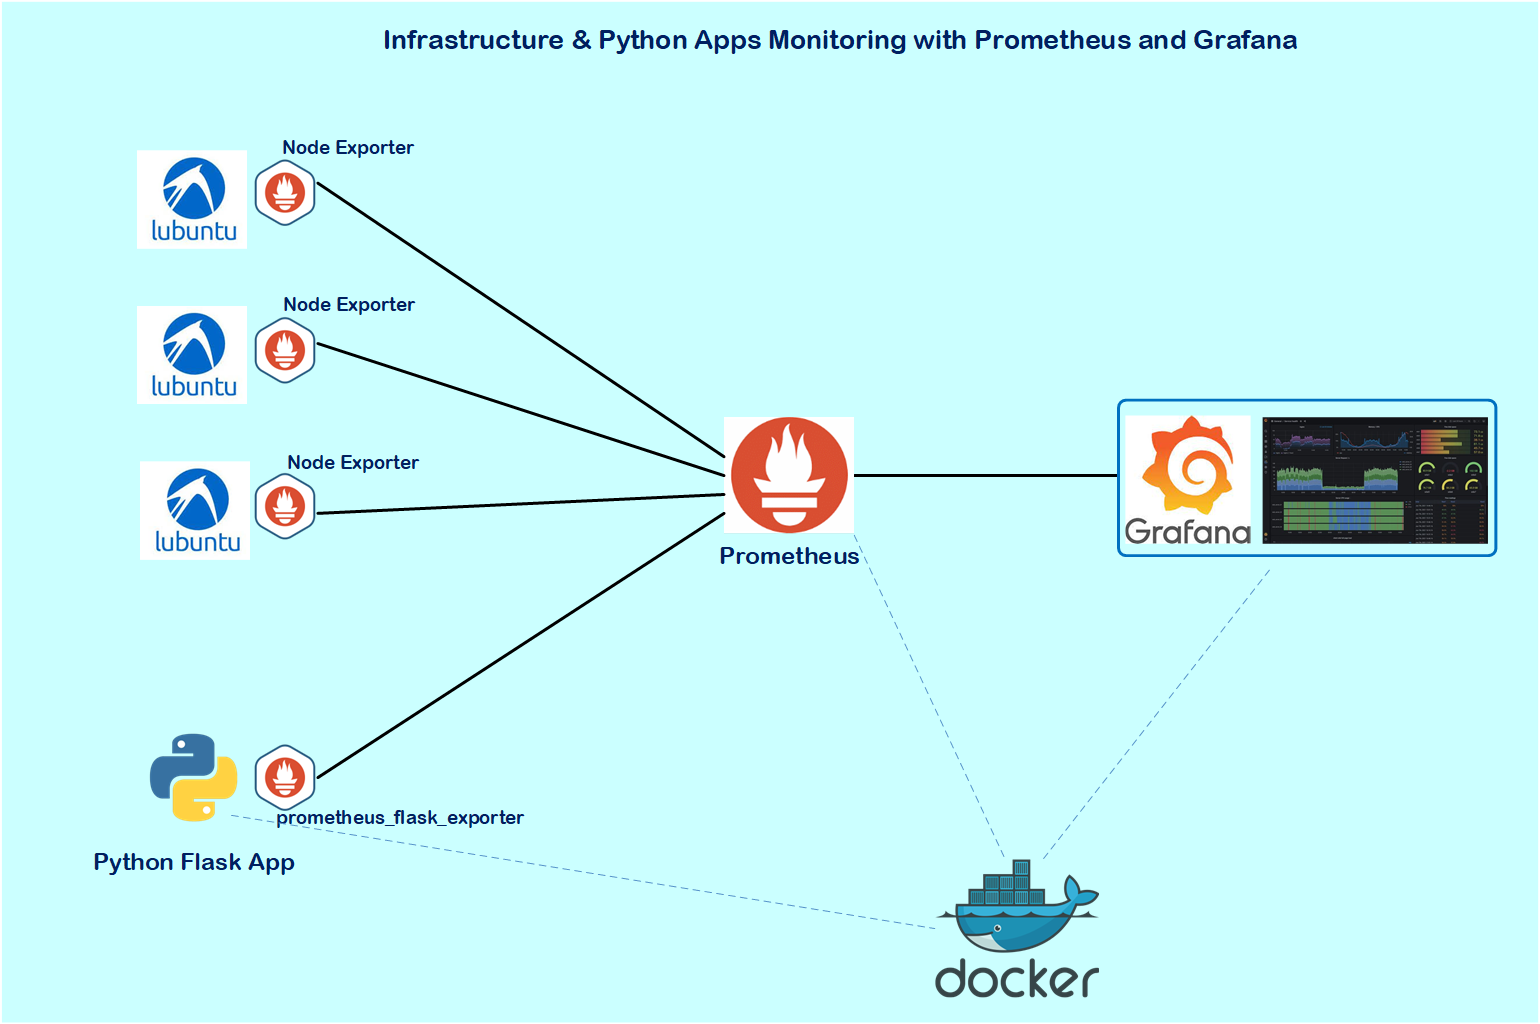 Infrastructure & Python Apps Monitoring with Prometheus and Grafana
Node Exporter
lubuntu
Node Exporter
lubuntu
Node Exporter
lubuntu
Prometheus
Grafana
prometheus_flask_exporter
Python Flask App
docker